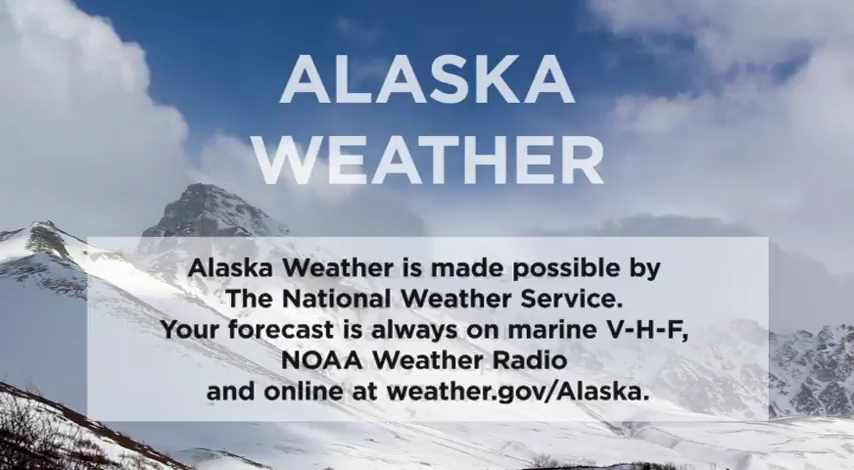 ALASKA
WEATHER
Alaska Weather is made possible by
The National Weather Service.
Your forecast is always on marine V-H-F,
NOAA Weather Radio
and online at weather.gov/Alaska.